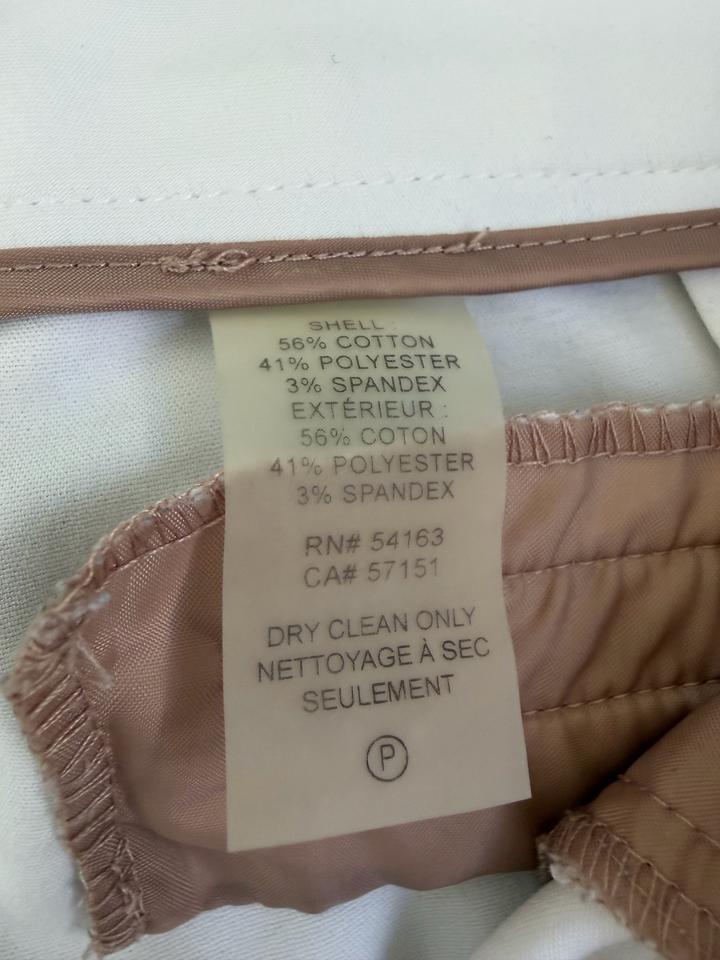 SHELL :
56% COTTON
41% POLYESTER
3% SPANDEX
EXTÉRIEUR :
56% COTON
41% POLYESTER
3% SPANDEX
RN# 54163
CA# 57151
DRY CLEAN ONLY
NETTOYAGE À SEC
SEULEMENT
P